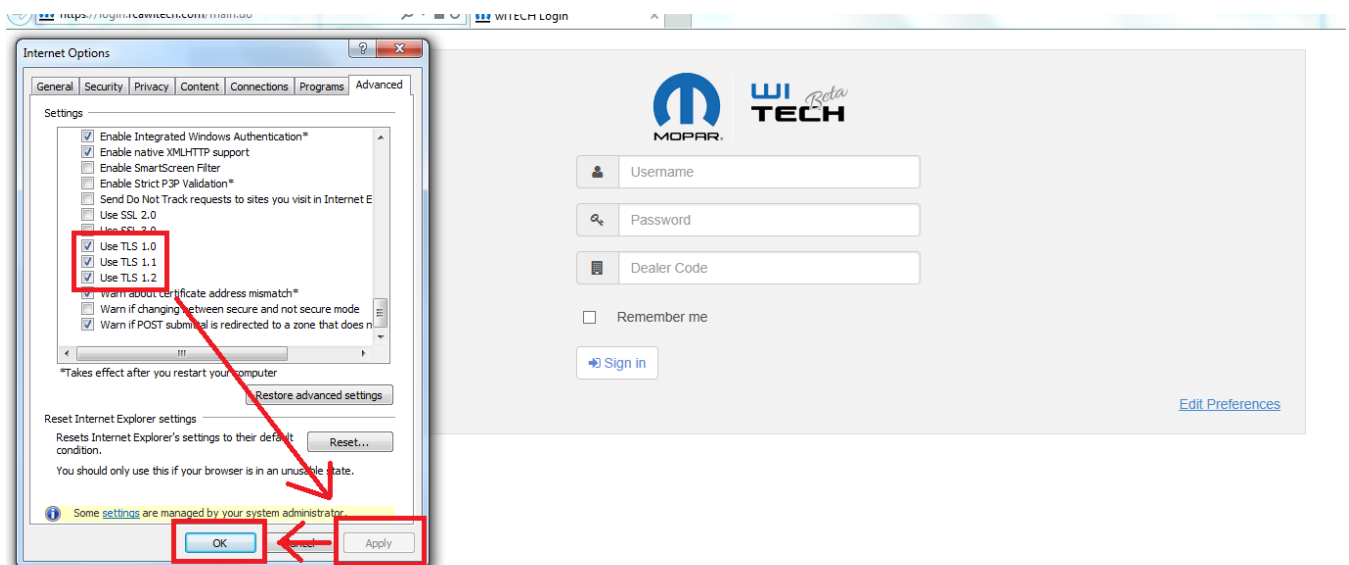 https://login.fcawitech.com/main.do
wiTECH Login
Internet Options
General Security Privacy Content Connections Programs Advanced
Settings
Enable Integrated Windows Authentication*
Enable native XMLHTTP support
Enable SmartScreen Filter
Enable Strict P3P Validation*
Send Do Not Track requests to sites you visit in Internet E
Use SSL 2.0
Use SSL 3.0
Use TLS 1.0
Use TLS 1.1
Use TLS 1.2
Warn about certificate address mismatch*
Warn if changing between secure and not secure mode
Warn if POST submittal is redirected to a zone that does n
*Takes effect after you restart your computer
Restore advanced settings
Reset Internet Explorer settings
Resets Internet Explorer's settings to their default
condition.
Reset...
You should only use this if your browser is in an unusable state.
Some settings are managed by your system administrator.
OK
Cancel
Apply
MOPAR.
WI
Beta
TECH
Username
Password
Dealer Code
Remember me
Sign in
Edit Preferences